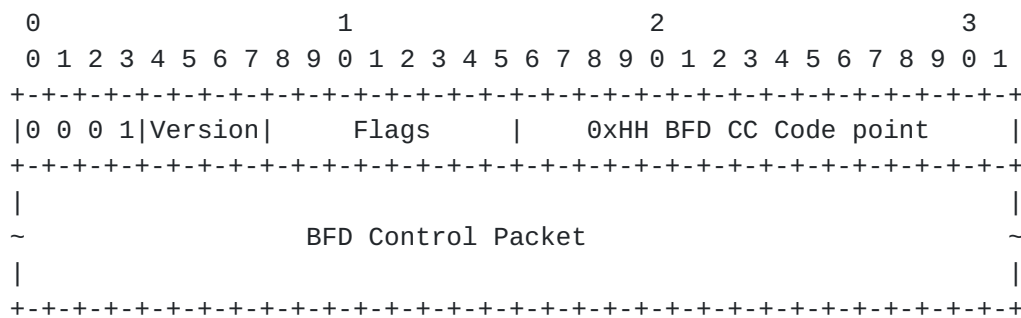 0                   1                   2                   3
 0 1 2 3 4 5 6 7 8 9 0 1 2 3 4 5 6 7 8 9 0 1 2 3 4 5 6 7 8 9 0 1
+-+-+-+-+-+-+-+-+-+-+-+-+-+-+-+-+-+-+-+-+-+-+-+-+-+-+-+-+-+-+-+-+
|0 0 0 1|Version|     Flags     |    0xHH BFD CC Code point     |
+-+-+-+-+-+-+-+-+-+-+-+-+-+-+-+-+-+-+-+-+-+-+-+-+-+-+-+-+-+-+-+-+
|                                                               |
~                  BFD Control Packet                           ~
|                                                               |
+-+-+-+-+-+-+-+-+-+-+-+-+-+-+-+-+-+-+-+-+-+-+-+-+-+-+-+-+-+-+-+-+